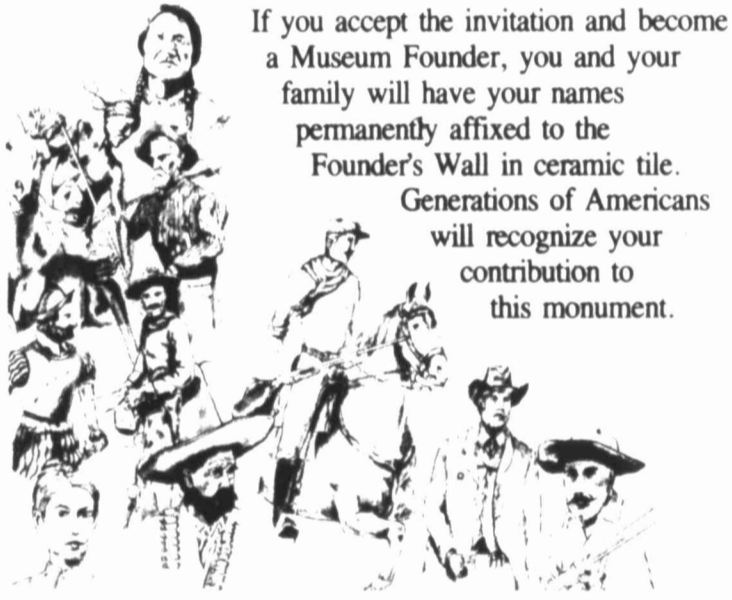 If you accept the invitation and become
a Museum Founder, you and your
family will have your names
permanently affixed to the
Founder's Wall in ceramic tile.
Generations of Americans
will recognize your
contribution to
this monument.